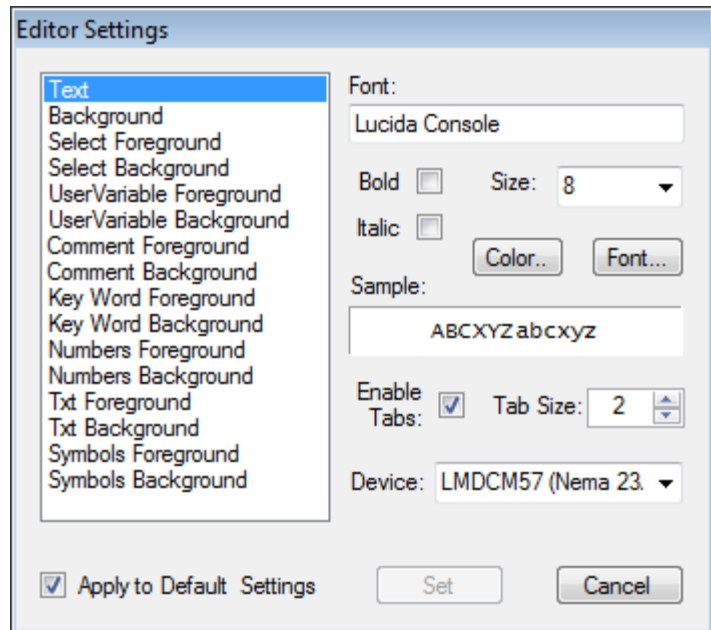 Editor Settings
Text
Background
Select Foreground
Select Background
UserVariable Foreground
UserVariable Background
Comment Foreground
Comment Background
Key Word Foreground
Key Word Background
Numbers Foreground
Numbers Background
Txt Foreground
Txt Background
Symbols Foreground
Symbols Background
Font:
Lucida Console
Bold Size: 8
Italic
Color.. Font...
Sample:
ABCXYZabcxyz
Enable
Tabs: Tab Size: 2
Device: LMDCM57 (Nema 23.
Apply to Default Settings Set Cancel